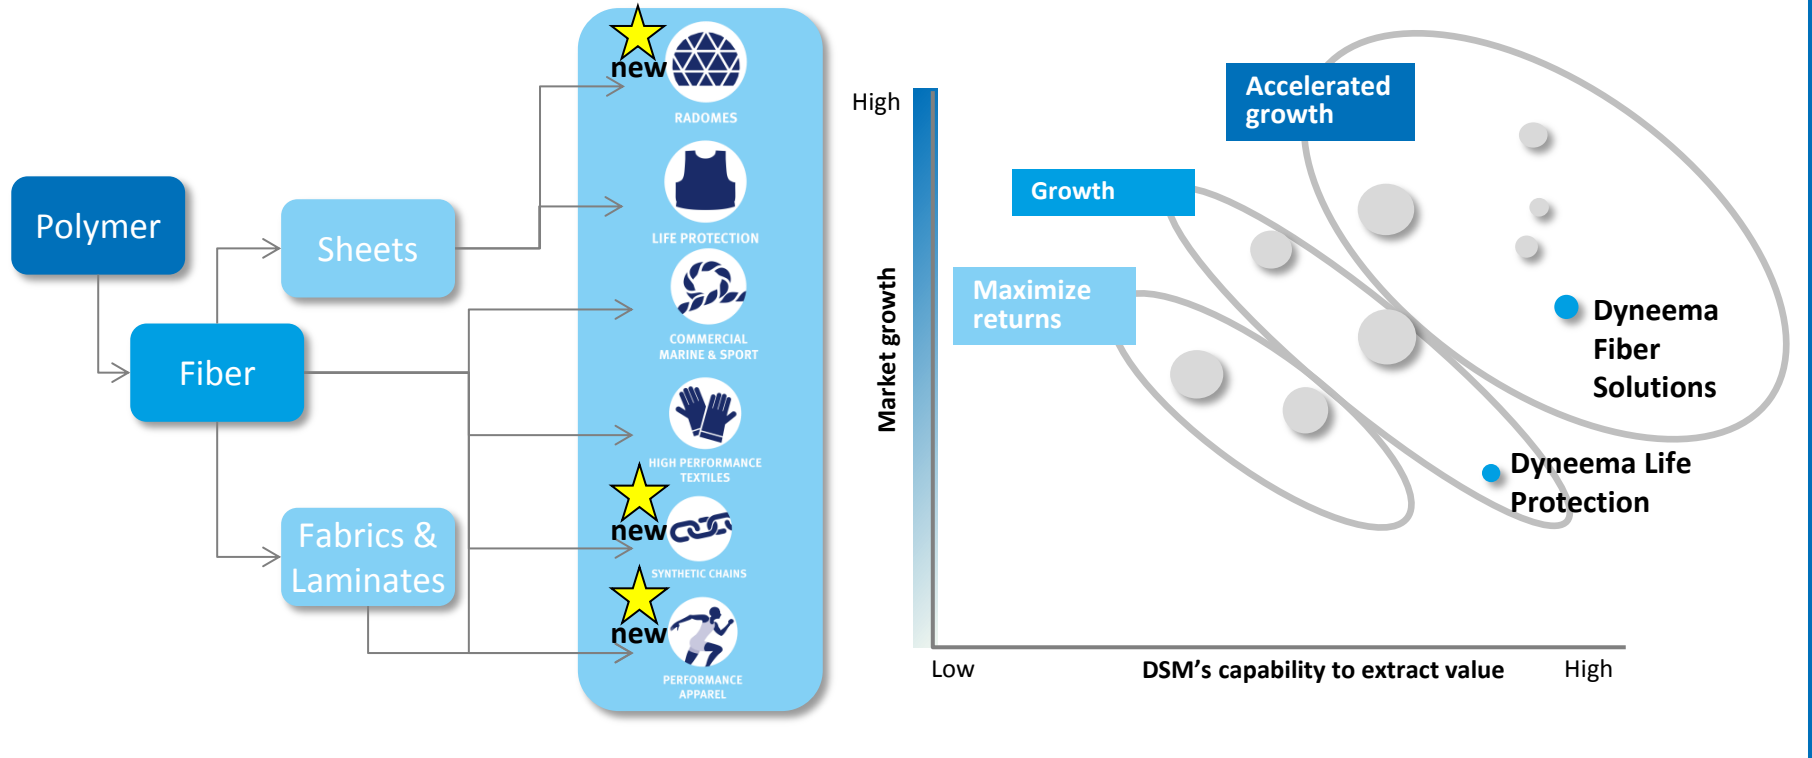 Polymer
Fiber
Sheets
Fabrics &
Laminates
new
RADOMES
LIFE PROTECTION
COMMERCIAL
MARINE & SPORT
HIGH PERFORMANCE
TEXTILES
new
SYNTHETIC CHAINS
new
PERFORMANCE
APPAREL
High
Market growth
Low
DSM’s capability to extract value
High
Accelerated
growth
Growth
Maximize
returns
Dyneema
Fiber
Solutions
Dyneema Life
Protection